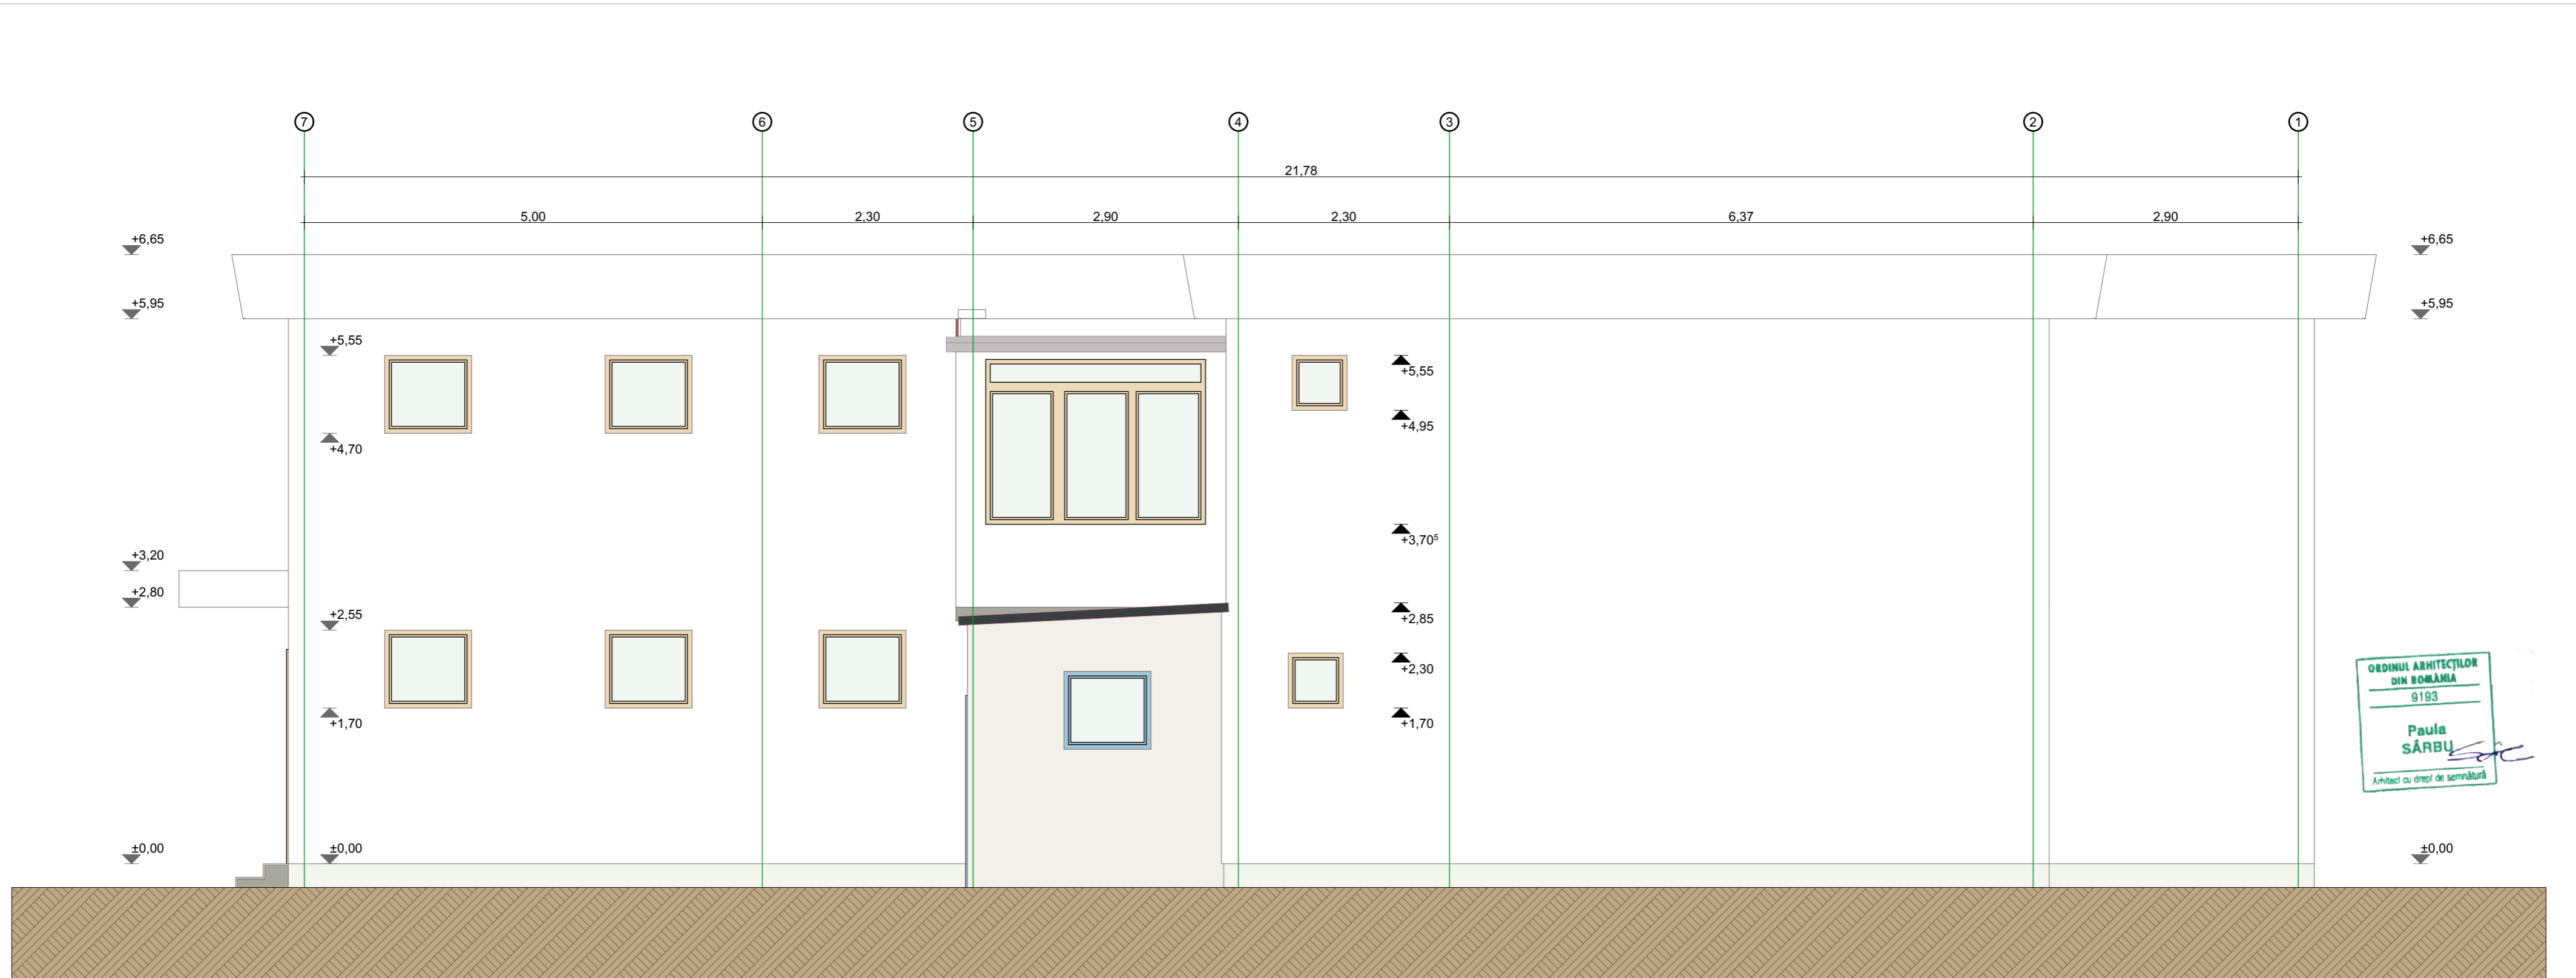 7 6 5 4 3 2 1
21,78
5,00 2,30 2,90 2,30 6,37 2,90
+6,65 +6,65
+5,95 +5,95
+5,55
+5,55
+4,95
+4,70
+3,70⁵
+3,20
+2,80
+2,55
+2,85
+2,30
+1,70 +1,70
±0,00 ±0,00 ±0,00
ORDINUL ARHITECȚILOR
DIN ROMÂNIA
9193
Paula
SÂRBU
Arhitect cu drept de semnătură